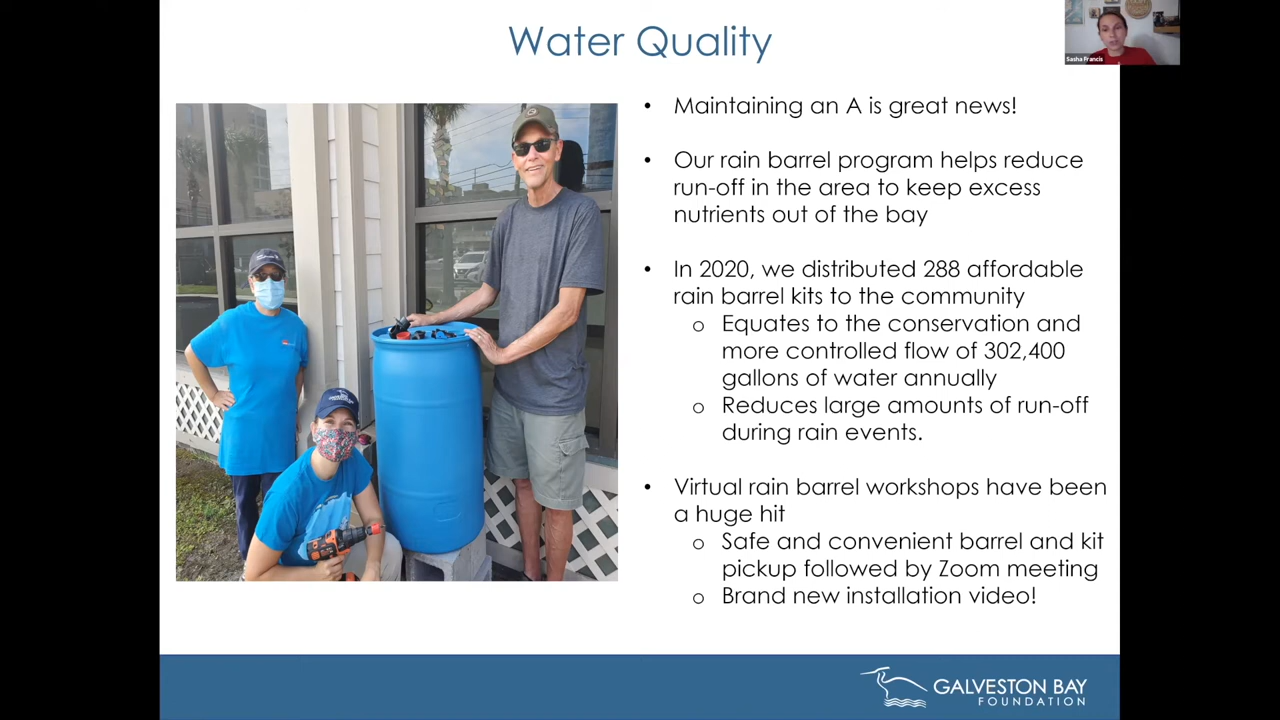 Water Quality
Sasha Francis
• Maintaining an A is great news!
• Our rain barrel program helps reduce
run-off in the area to keep excess
nutrients out of the bay
• In 2020, we distributed 288 affordable
rain barrel kits to the community
o Equates to the conservation and
more controlled flow of 302,400
gallons of water annually
o Reduces large amounts of run-off
during rain events.
• Virtual rain barrel workshops have been
a huge hit
o Safe and convenient barrel and kit
pickup followed by Zoom meeting
o Brand new installation video!
GALVESTON BAY
FOUNDATION